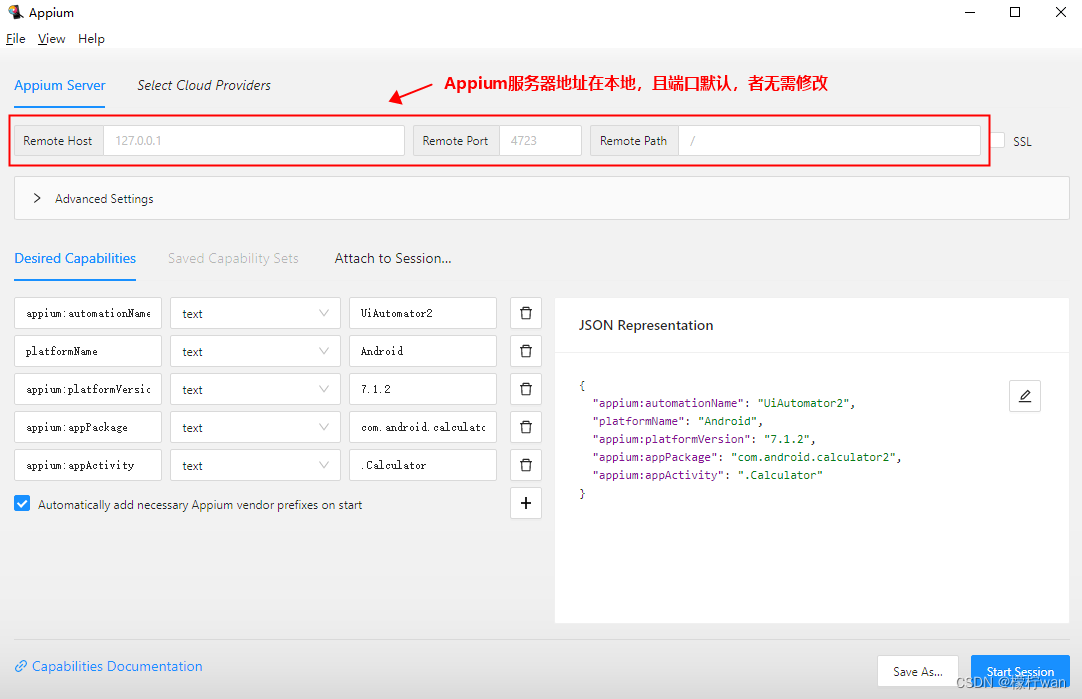 Appium
File View Help
Appium Server Select Cloud Providers
Appium服务器地址在本地，且端口默认，者无需修改
Remote Host 127.0.0.1 Remote Port 4723 Remote Path / SSL
Advanced Settings
Desired Capabilities Saved Capability Sets Attach to Session...
appium:automationName text UiAutomator2
platformName text Android
appium:platformVersic text 7.1.2
appium:appPackage text com.android.calculatc
appium:appActivity text .Calculator
Automatically add necessary Appium vendor prefixes on start
JSON Representation
{
"appium:automationName": "UiAutomator2",
"platformName": "Android",
"appium:platformVersion": "7.1.2",
"appium:appPackage": "com.android.calculator2",
"appium:appActivity": ".Calculator"
}
Capabilities Documentation
Save As... Start Session
CSDN @檬柠wan